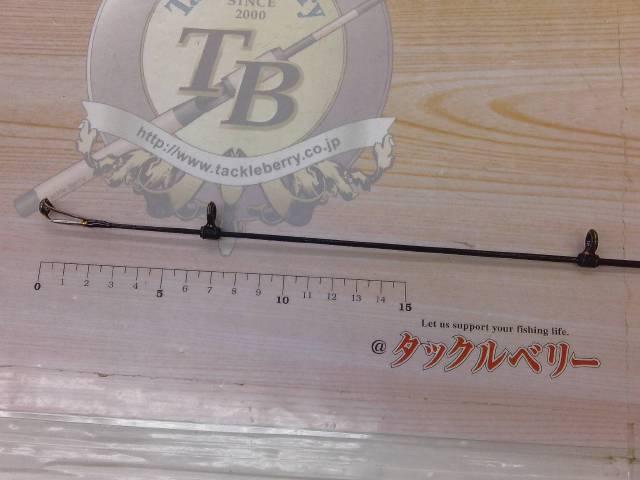 SINCE
2000
TB
http://www.tackleberry.co.jp
0 1 2 3 4 5 6 7 8 9 10 11 12 13 14 15
Let us support your fishing life.
@タックルベリー